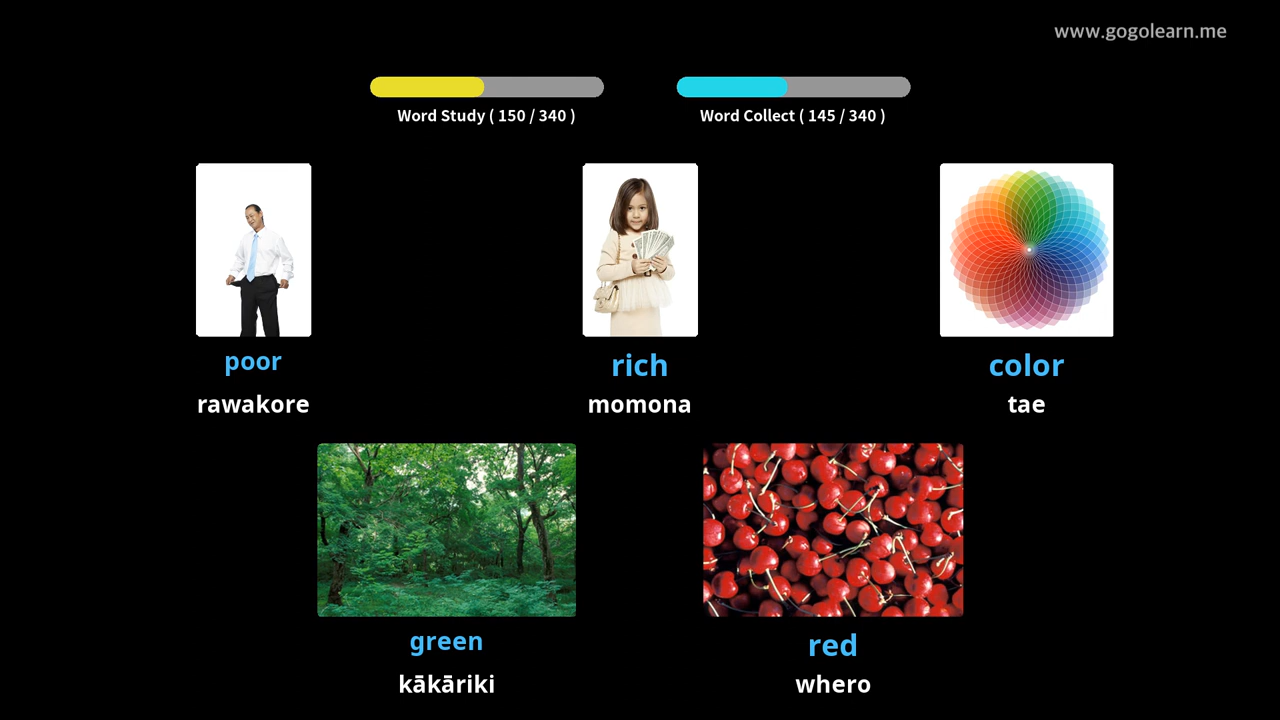 www.gogolearn.me
Word Study ( 150 / 340 )
Word Collect ( 145 / 340 )
poor
rich
color
rawakore
momona
tae
green
red
kākāriki
whero